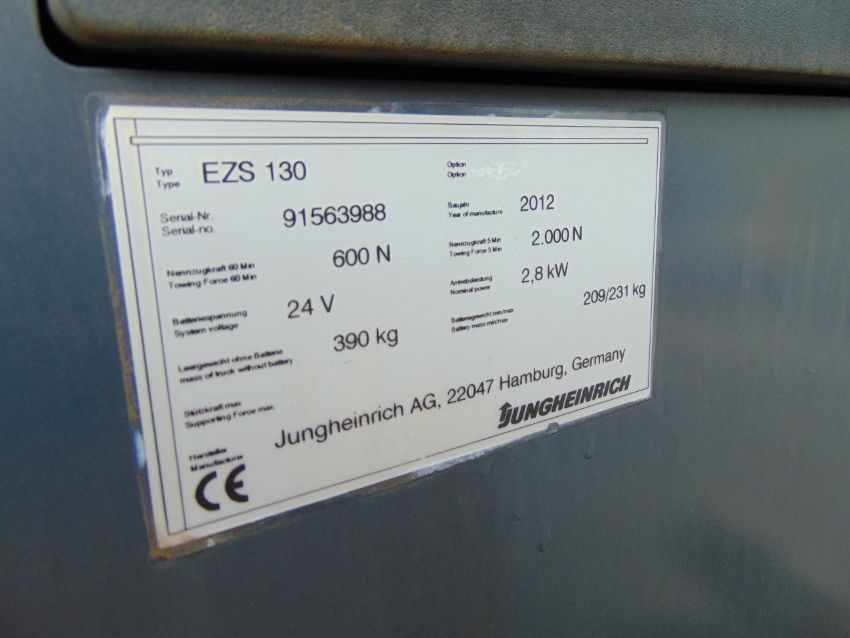 Typ
Type
EZS 130
Option
Option
Serial-Nr.
Serial-no.
91563988
Baujahr
Year of manufacture
2012
Nennzugkraft 60 Min
Towing Force 60 Min
600 N
Nennzugkraft 5 Min
Towing Force 5 Min
2.000 N
Batteriespannung
System voltage
24 V
Antriebsleistung
Nominal power
2,8 kW
Leergewicht ohne Batterie
mass of truck without battery
390 kg
Batteriegewicht min/max
Battery mass min/max
209/231 kg
Stützkraft max
Supporting Force max
Hersteller
Manufacturer
Jungheinrich AG, 22047 Hamburg, Germany
JUNGHEINRICH
CE